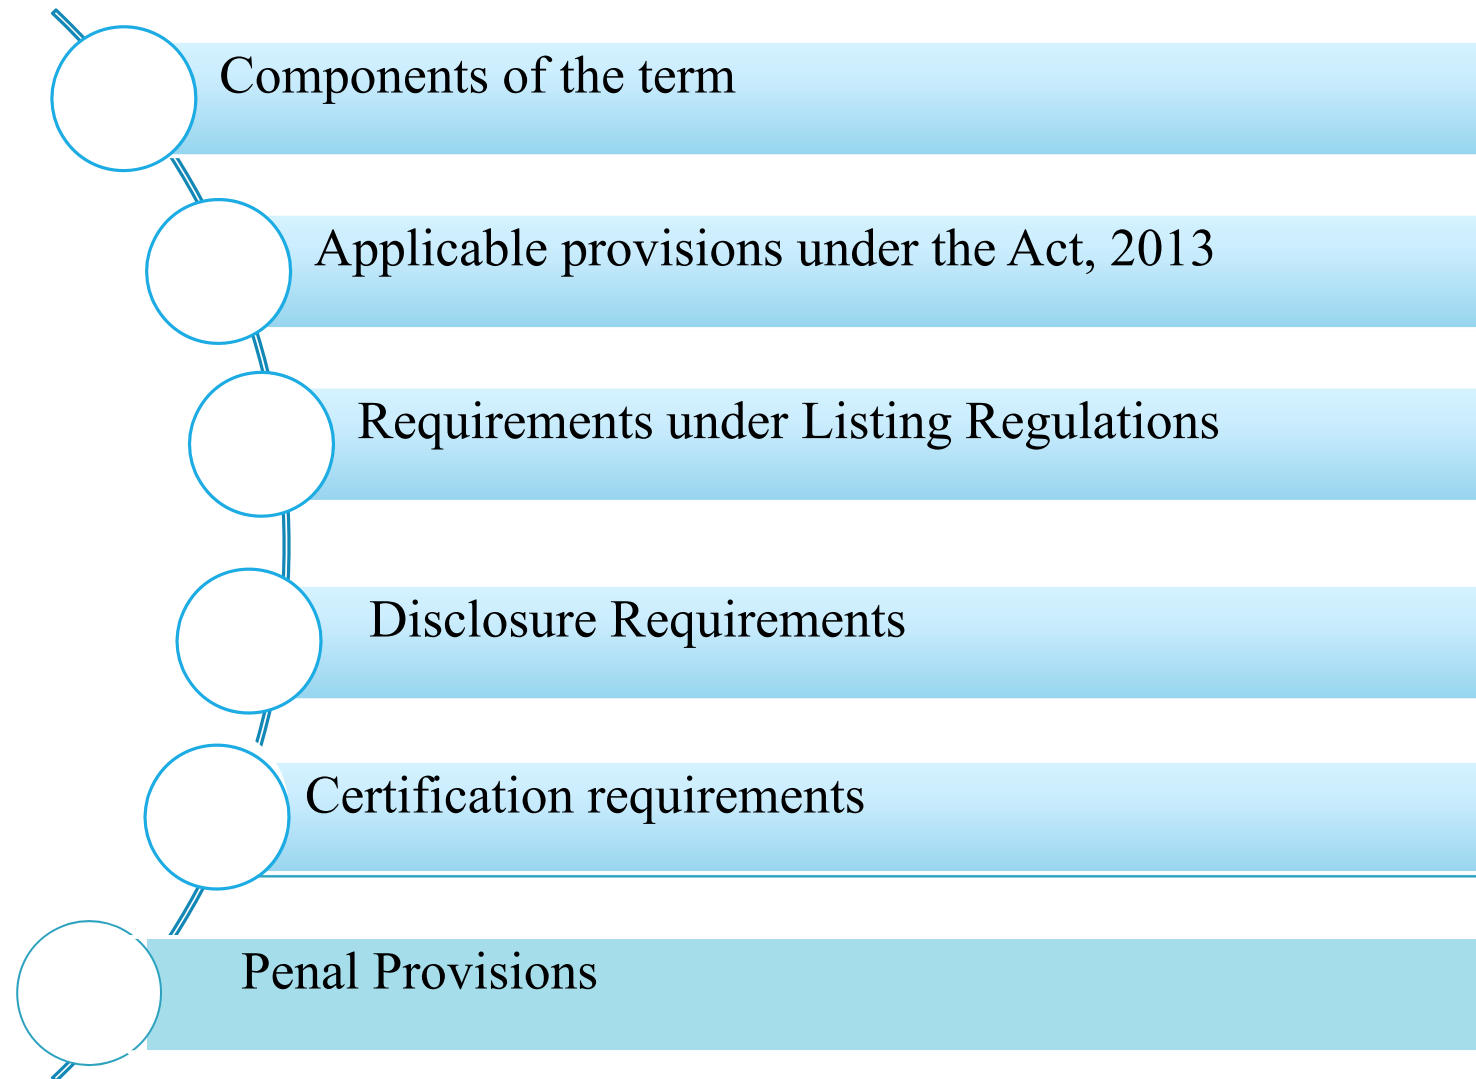 Components of the term
Applicable provisions under the Act, 2013
Requirements under Listing Regulations
Disclosure Requirements
Certification requirements
Penal Provisions